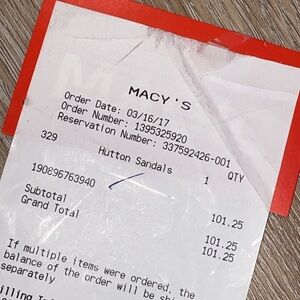 MACY'S
Order Date: 03/16/17
Order Number: 1395325920
Reservation Number: 337592426-001
329 Hutton Sandals 1 QTY
190896763940 101.25
Subtotal 101.25
Grand Total 101.25
If multiple items were ordered, the
balance of the order will be
separately